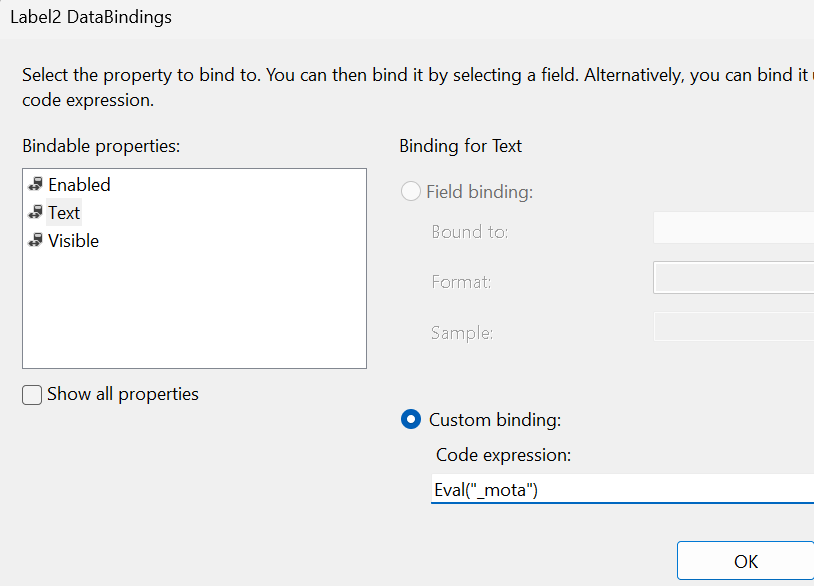 Label2 DataBindings
Select the property to bind to. You can then bind it by selecting a field. Alternatively, you can bind it
code expression.
Bindable properties:
Enabled
Text
Visible
Show all properties
Binding for Text
Field binding:
Bound to:
Format:
Sample:
Custom binding:
Code expression:
Eval("_mota")
OK